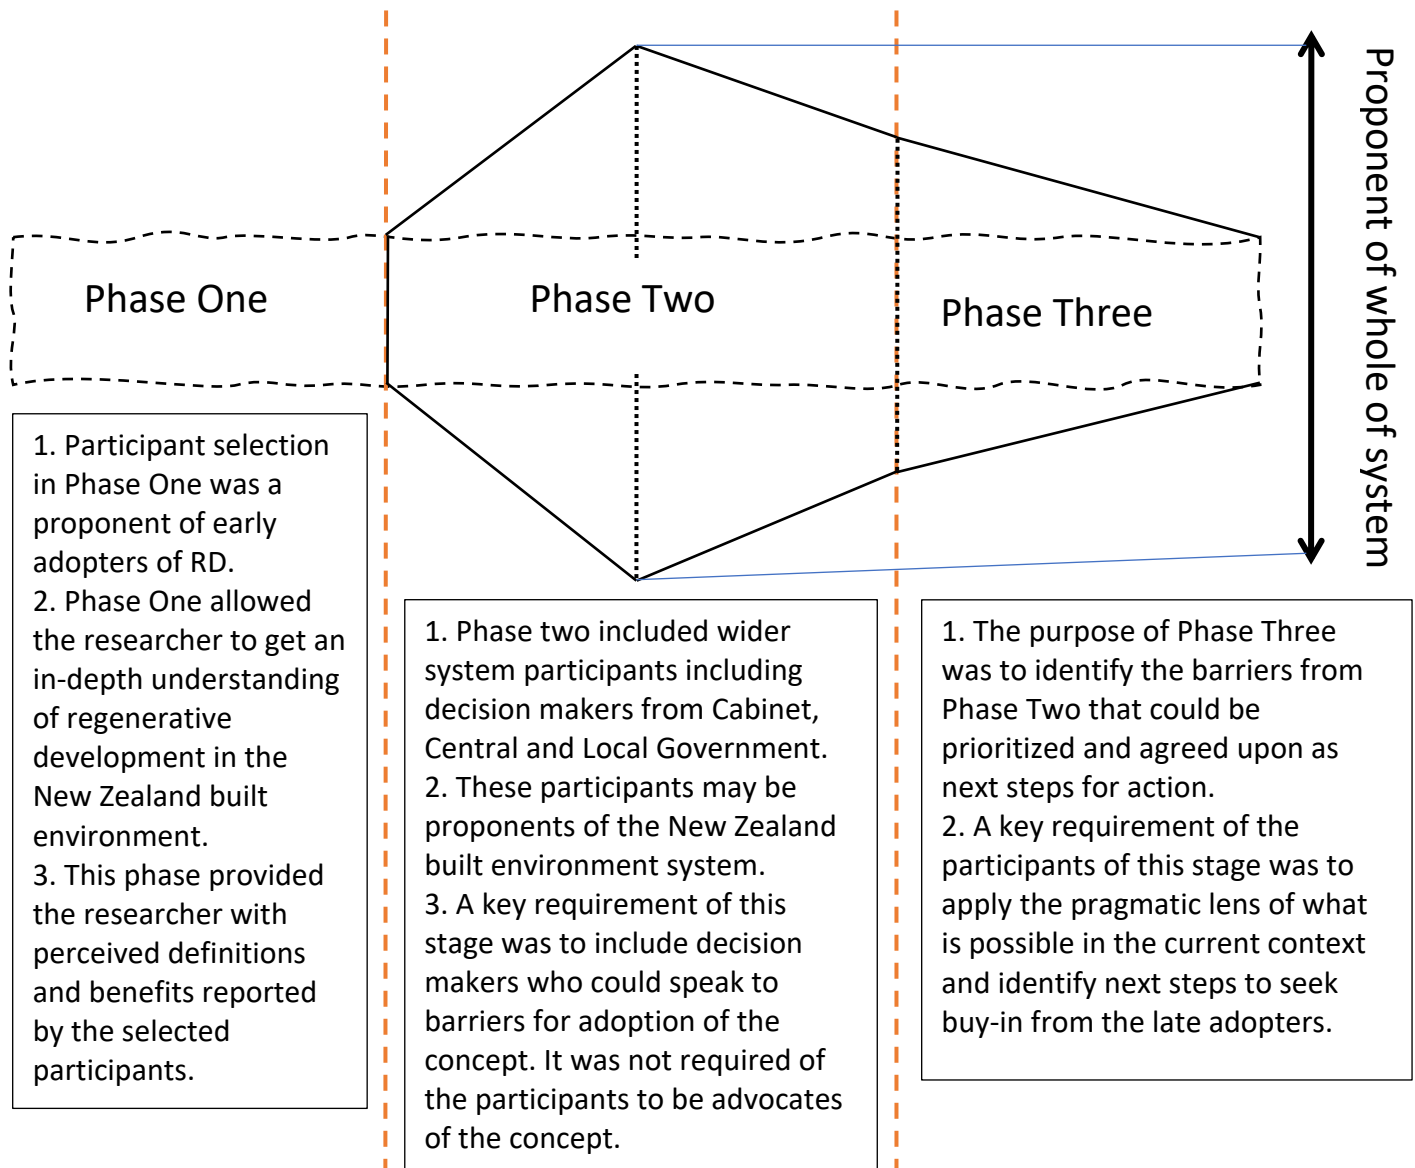 Phase One
Phase Two
Phase Three
Proponent of whole of system
1. Participant selection
in Phase One was a
proponent of early
adopters of RD.
2. Phase One allowed
the researcher to get an
in-depth understanding
of regenerative
development in the
New Zealand built
environment.
3. This phase provided
the researcher with
perceived definitions
and benefits reported
by the selected
participants.
1. Phase two included wider
system participants including
decision makers from Cabinet,
Central and Local Government.
2. These participants may be
proponents of the New Zealand
built environment system.
3. A key requirement of this
stage was to include decision
makers who could speak to
barriers for adoption of the
concept. It was not required of
the participants to be advocates
of the concept.
1. The purpose of Phase Three
was to identify the barriers from
Phase Two that could be
prioritized and agreed upon as
next steps for action.
2. A key requirement of the
participants of this stage was to
apply the pragmatic lens of what
is possible in the current context
and identify next steps to seek
buy-in from the late adopters.